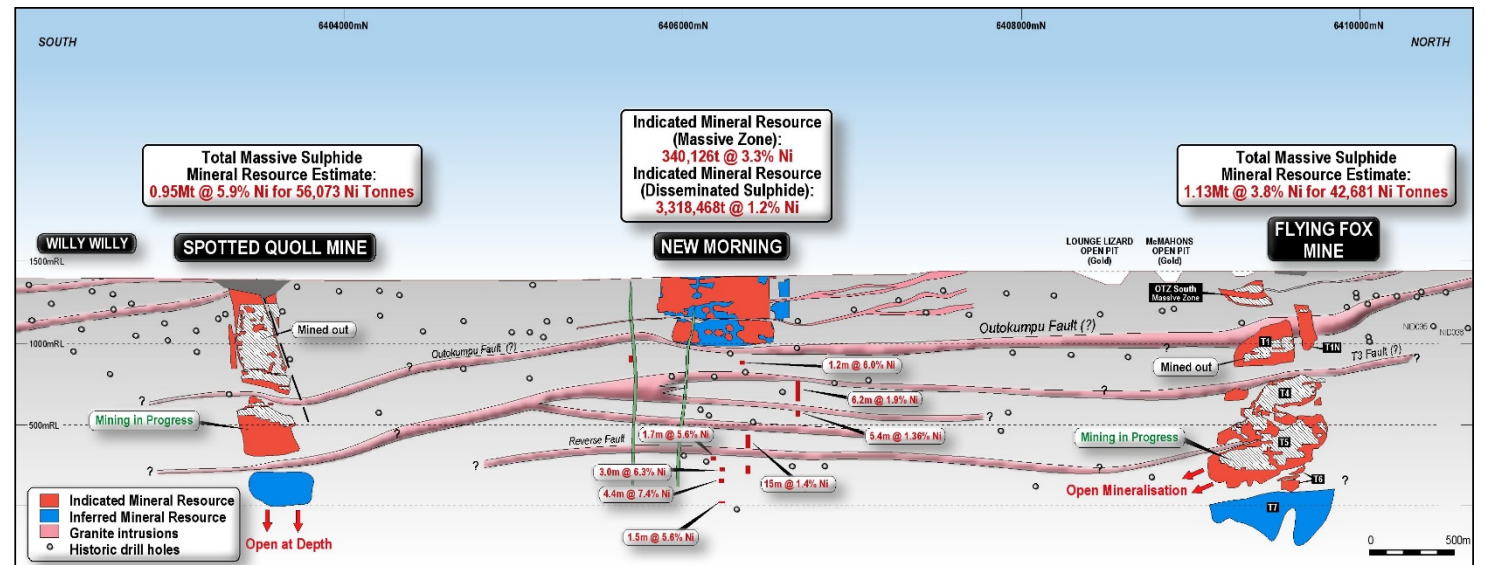 6404000mN
6406000mN
6408000mN
6410000mN
SOUTH
NORTH
Total Massive Sulphide
Mineral Resource Estimate:
0.95Mt @ 5.9% Ni for 56,073 Ni Tonnes
Indicated Mineral Resource
(Massive Zone):
340,126t @ 3.3% Ni
Indicated Mineral Resource
(Disseminated Sulphide):
3,318,468t @ 1.2% Ni
Total Massive Sulphide
Mineral Resource Estimate:
1.13Mt @ 3.8% Ni for 42,681 Ni Tonnes
WILLY WILLY
SPOTTED QUOLL MINE
NEW MORNING
LOUNGE LIZARD
OPEN PIT
(Gold)
McMAHONS
OPEN PIT
(Gold)
FLYING FOX
MINE
1500mRL
OTZ South
Massive Zone
Mined out
Outokumpu Fault (?)
NID035
NID036
1000mRL
Outokumpu Fault (?)
T1
T1N
T3 Fault (?)
Mined out
1.2m @ 6.0% Ni
?
?
?
6.2m @ 1.9% Ni
T4
?
?
?
Mining in Progress
500mRL
?
1.7m @ 5.6% Ni
5.4m @ 1.36% Ni
Mining in Progress
T5
Reverse Fault
?
?
?
3.0m @ 6.3% Ni
15m @ 1.4% Ni
T6
?
4.4m @ 7.4% Ni
Open Mineralisation
T7
1.5m @ 5.6% Ni
Indicated Mineral Resource
Inferred Mineral Resource
Granite intrusions
Historic drill holes
Open at Depth
0
500m